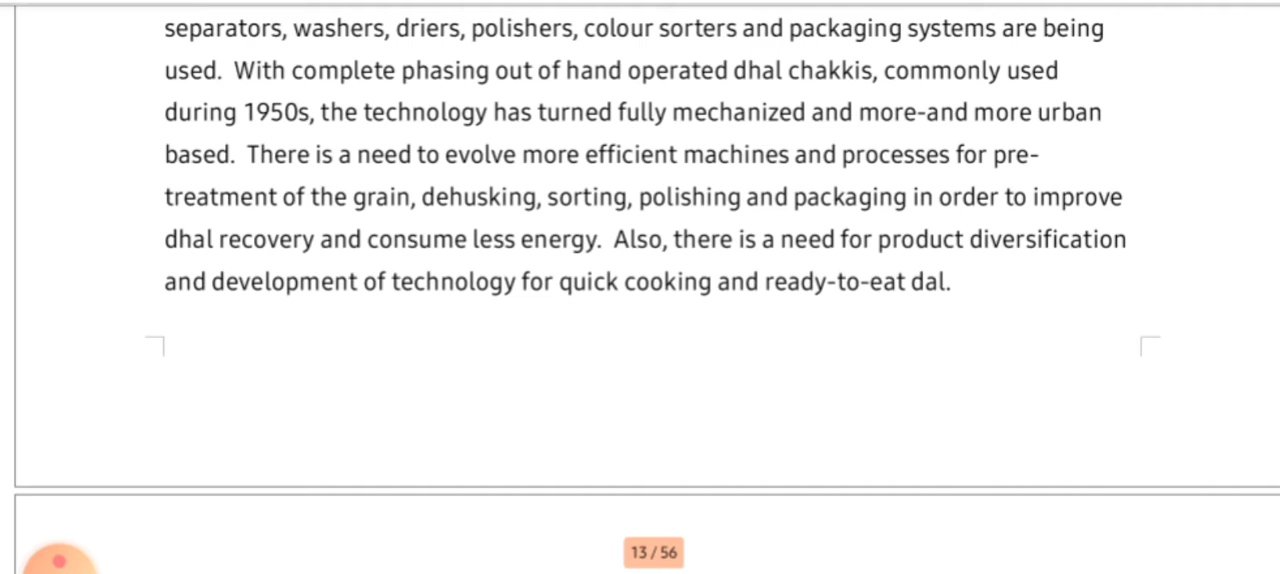 separators, washers, driers, polishers, colour sorters and packaging systems are being
used.  With complete phasing out of hand operated dhal chakkis, commonly used
during 1950s, the technology has turned fully mechanized and more-and more urban
based.  There is a need to evolve more efficient machines and processes for pre-
treatment of the grain, dehusking, sorting, polishing and packaging in order to improve
dhal recovery and consume less energy.  Also, there is a need for product diversification
and development of technology for quick cooking and ready-to-eat dal.
13 / 56